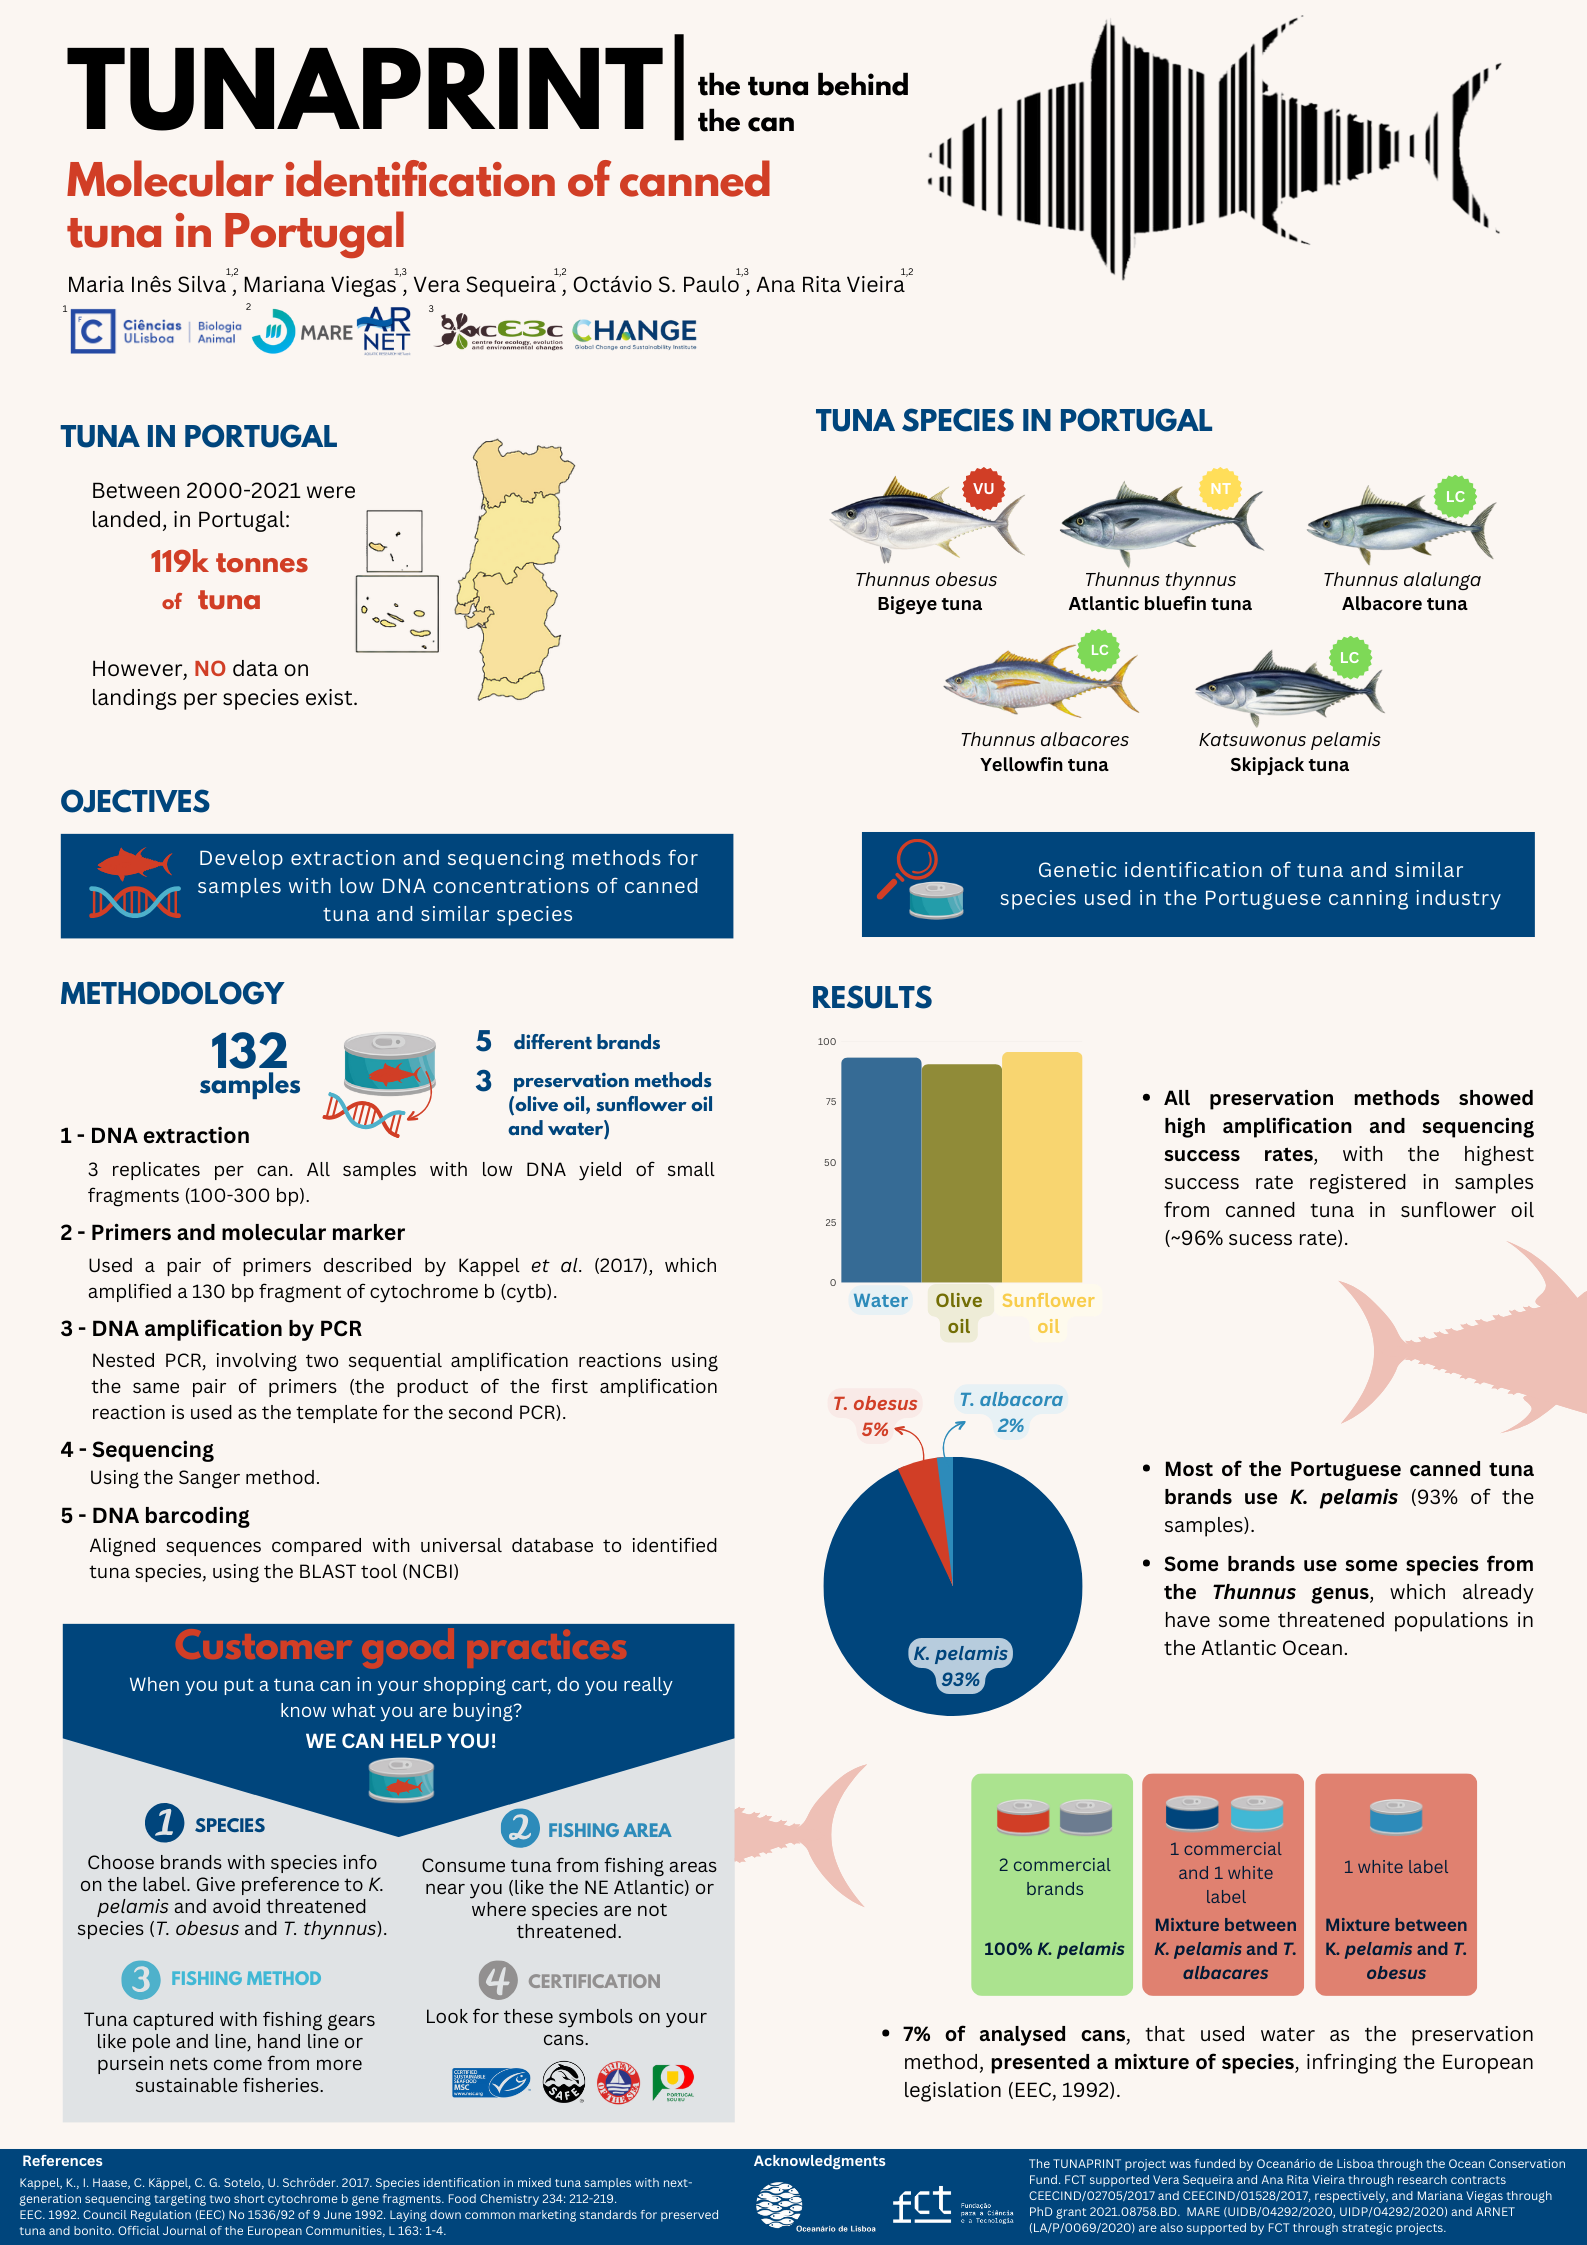 TUNAPRINT
the tuna behind
the can
Molecular identification of canned
tuna in Portugal
Maria Inês Silva 1,2, Mariana Viegas 1,3, Vera Sequeira 1,2, Octávio S. Paulo 1,3, Ana Rita Vieira 1,2
1 Ciências ULisboa Biologia Animal 2 MARE ARNET 3 cE3c CHANGE
centre for ecology, evolution and environmental changes
Global Change and Sustainability Institute
TUNA IN PORTUGAL
Between 2000-2021 were
landed, in Portugal:
119k tonnes
of tuna
However, NO data on
landings per species exist.
TUNA SPECIES IN PORTUGAL
VU
NT
LC
Thunnus obesus
Bigeye tuna
Thunnus thynnus
Atlantic bluefin tuna
Thunnus alalunga
Albacore tuna
LC
LC
Thunnus albacores
Yellowfin tuna
Katsuwonus pelamis
Skipjack tuna
OJECTIVES
Develop extraction and sequencing methods for
samples with low DNA concentrations of canned
tuna and similar species
Genetic identification of tuna and similar
species used in the Portuguese canning industry
METHODOLOGY
132
samples
5 different brands
3 preservation methods
(olive oil, sunflower oil
and water)
1 - DNA extraction
3 replicates per can. All samples with low DNA yield of small
fragments (100-300 bp).
2 - Primers and molecular marker
Used a pair of primers described by Kappel et al. (2017), which
amplified a 130 bp fragment of cytochrome b (cytb).
3 - DNA amplification by PCR
Nested PCR, involving two sequential amplification reactions using
the same pair of primers (the product of the first amplification
reaction is used as the template for the second PCR).
4 - Sequencing
Using the Sanger method.
5 - DNA barcoding
Aligned sequences compared with universal database to identified
tuna species, using the BLAST tool (NCBI)
RESULTS
100
75
50
25
0
Water
Olive
oil
Sunflower
oil
• All preservation methods showed
high amplification and sequencing
success rates, with the highest
success rate registered in samples
from canned tuna in sunflower oil
(~96% sucess rate).
T. obesus
5%
T. albacora
2%
K. pelamis
93%
• Most of the Portuguese canned tuna
brands use K. pelamis (93% of the
samples).
• Some brands use some species from
the Thunnus genus, which already
have some threatened populations in
the Atlantic Ocean.
2 commercial
brands
100% K. pelamis
1 commercial
and 1 white
label
Mixture between
K. pelamis and T.
albacares
1 white label
Mixture between
K. pelamis and T.
obesus
• 7% of analysed cans, that used water as the preservation
method, presented a mixture of species, infringing the European
legislation (EEC, 1992).
Customer good practices
When you put a tuna can in your shopping cart, do you really
know what you are buying?
WE CAN HELP YOU!
1 SPECIES
Choose brands with species info
on the label. Give preference to K.
pelamis and avoid threatened
species (T. obesus and T. thynnus).
2 FISHING AREA
Consume tuna from fishing areas
near you (like the NE Atlantic) or
where species are not
threatened.
3 FISHING METHOD
Tuna captured with fishing gears
like pole and line, hand line or
pursein nets come from more
sustainable fisheries.
4 CERTIFICATION
Look for these symbols on your
cans.
CERTIFIED
SUSTAINABLE
SEAFOOD
MSC
www.msc.org
SAFE
FRIEND OF THE SEA
PORTUGAL
SOU EU
References
Kappel, K., I. Haase, C. Käppel, C. G. Sotelo, U. Schröder. 2017. Species identification in mixed tuna samples with next-
generation sequencing targeting two short cytochrome b gene fragments. Food Chemistry 234: 212-219.
EEC. 1992. Council Regulation (EEC) No 1536/92 of 9 June 1992. Laying down common marketing standards for preserved
tuna and bonito. Official Journal of the European Communities, L 163: 1-4.
Acknowledgments
Oceanário de Lisboa
fct
Fundação
para a Ciência
e a Tecnologia
The TUNAPRINT project was funded by Oceanário de Lisboa through the Ocean Conservation
Fund. FCT supported Vera Sequeira and Ana Rita Vieira through research contracts
CEECIND/02705/2017 and CEECIND/01528/2017, respectively, and Mariana Viegas through
PhD grant 2021.08758.BD. MARE (UIDB/04292/2020, UIDP/04292/2020) and ARNET
(LA/P/0069/2020) are also supported by FCT through strategic projects.